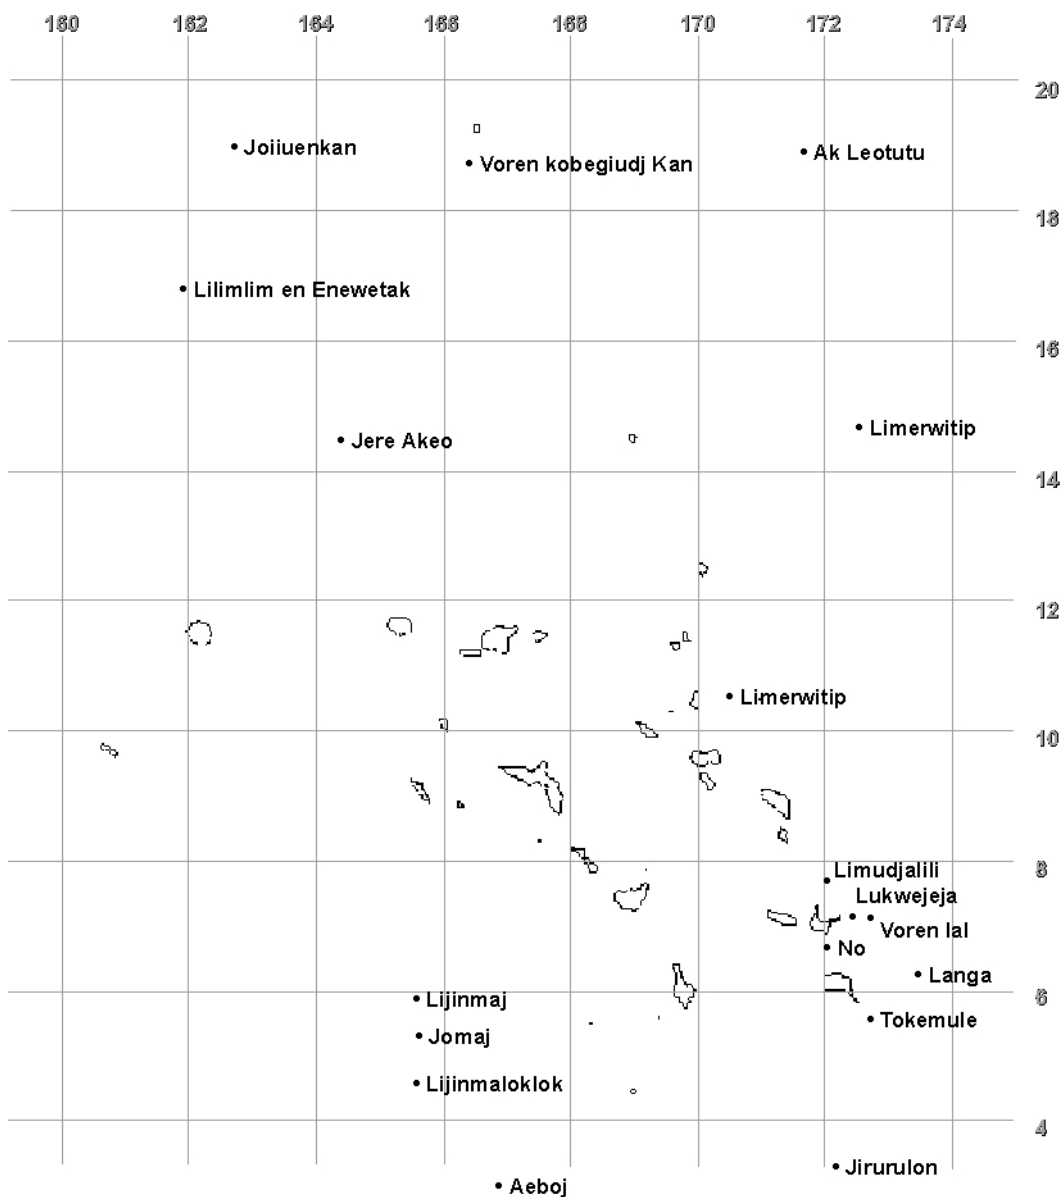 160 162 164 166 168 170 172 174
20
Joiiuenkan
Voren kobegiudj Kan
Ak Leotutu
18
Lilimlim en Enewetak
16
Jere Akeo
Limerwitip
14
12
Limerwitip
10
8
Limudjalili
Lukwejeja
Voren Ial
No
Langa
6
Lijinmaj
Tokemule
Jomaj
Lijinmaloklok
4
Jirurulon
Aeboj